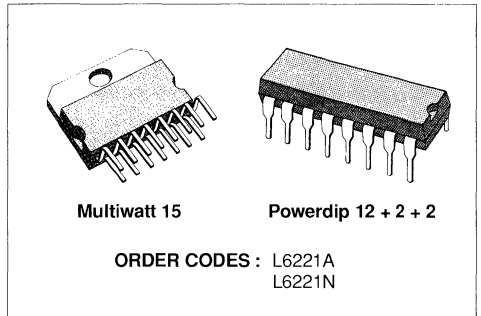 Multiwatt 15
Powerdip 12 + 2 + 2
ORDER CODES : L6221A
L6221N